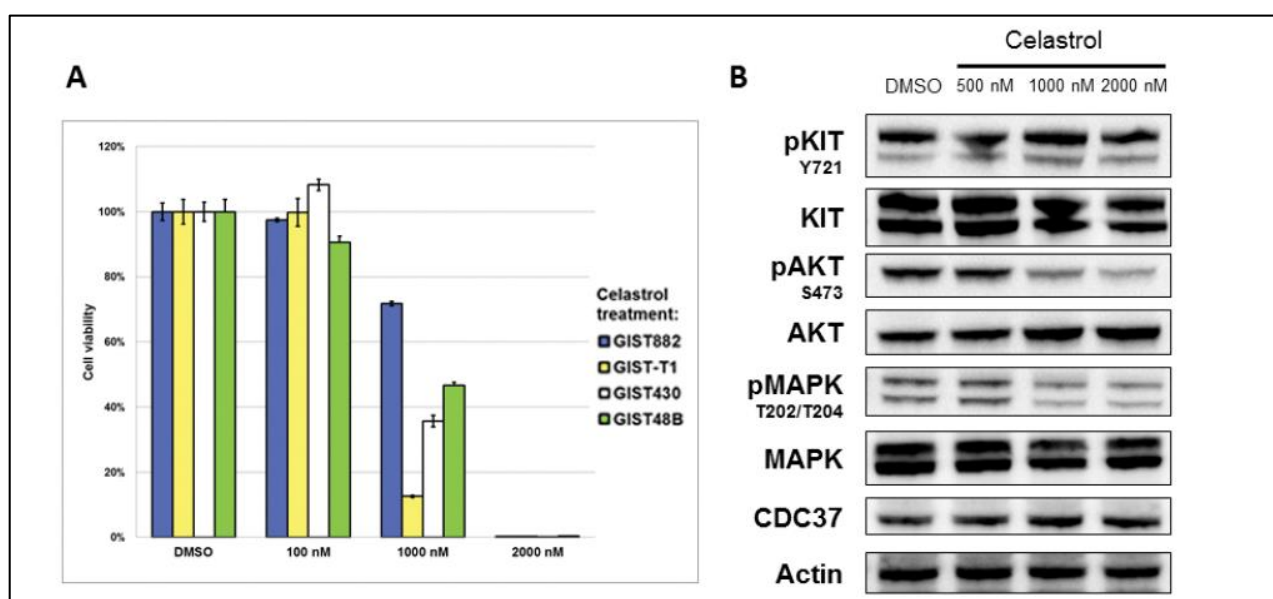 A
120%
100%
80%
60%
40%
20%
0%
Cell viability
DMSO
100 nM
1000 nM
2000 nM
Celastrol
treatment:
GIST882
GIST-T1
GIST430
GIST48B
B
Celastrol
DMSO 500 nM 1000 nM 2000 nM
pKIT
Y721
KIT
pAKT
S473
AKT
pMAPK
T202/T204
MAPK
CDC37
Actin